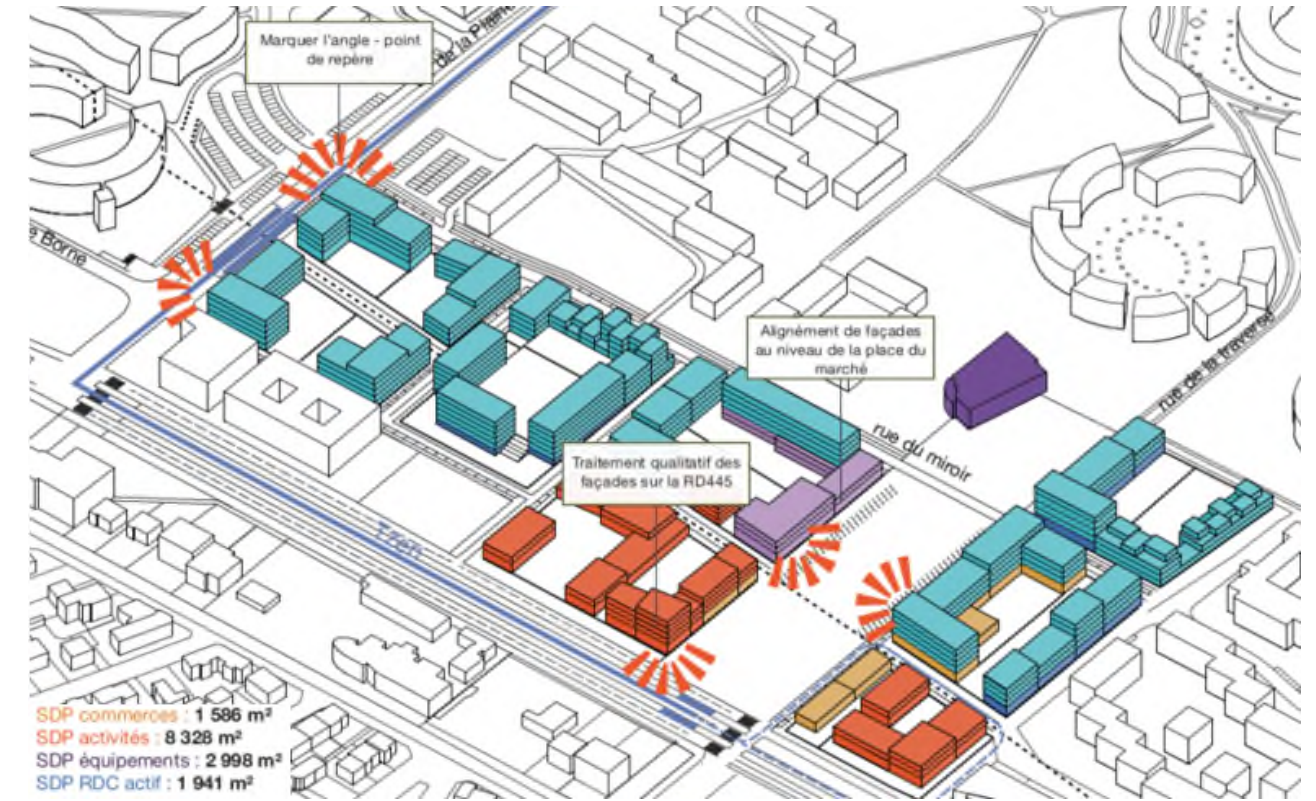 Marquer l'angle - point
de repère
de la Plaine
e Borne
Alignément de façades
au niveau de la place du
marché
rue de la traverse
rue du miroir
Traitement qualitatif des
façades sur la RD445
SDP commerces : 1 586 m²
SDP activités : 8 328 m²
SDP équipements : 2 998 m²
SDP RDC actif : 1 941 m²